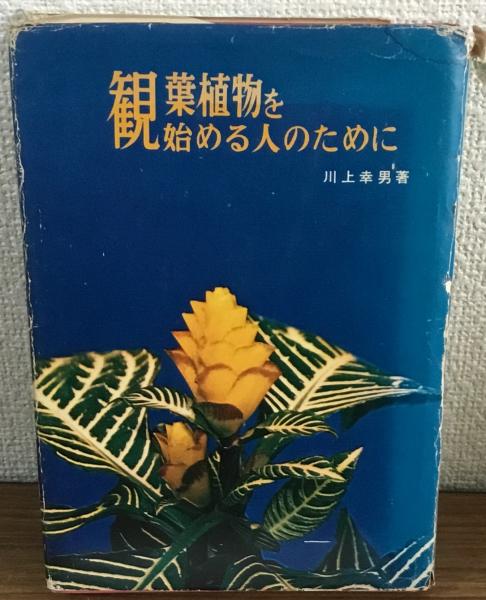 観葉植物を
始める人のために
川上幸男著